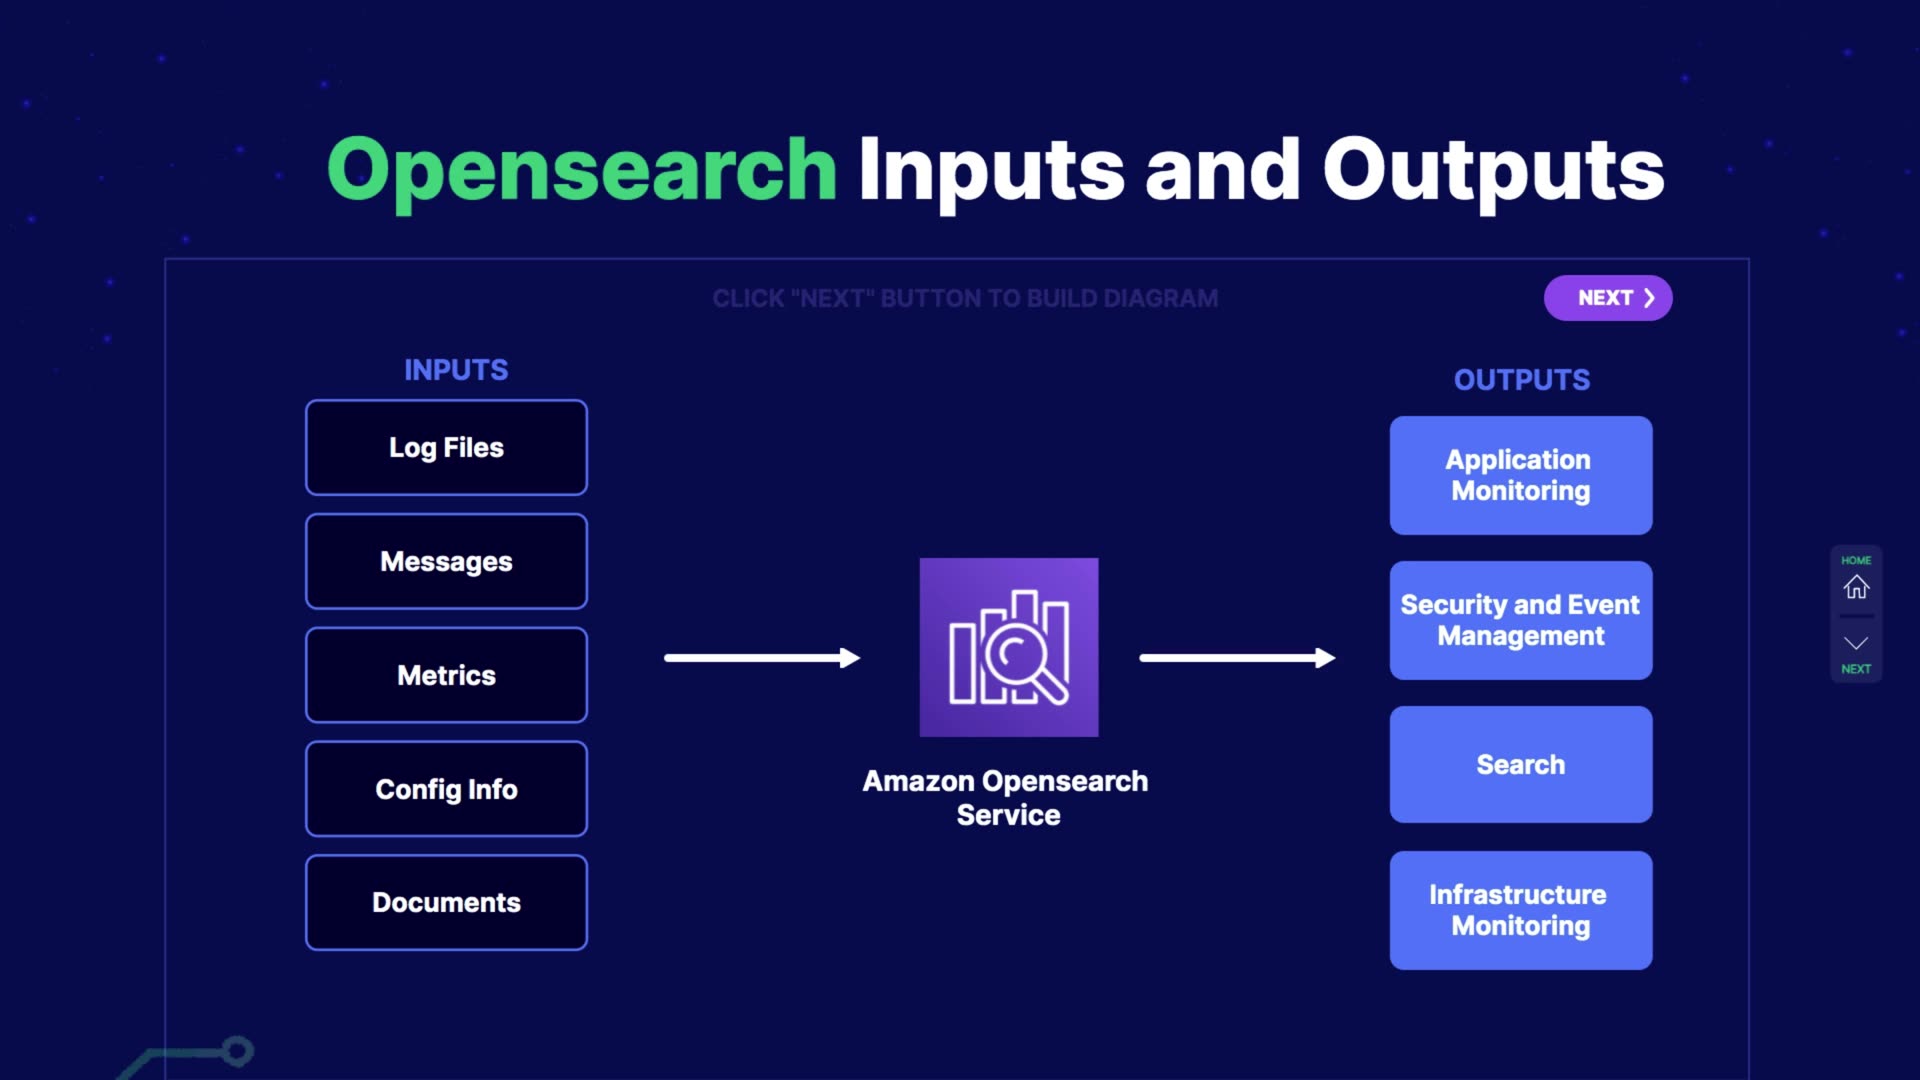 Opensearch Inputs and Outputs
CLICK "NEXT" BUTTON TO BUILD DIAGRAM
NEXT
INPUTS
Log Files
Messages
Metrics
Config Info
Documents
Amazon Opensearch
Service
OUTPUTS
Application
Monitoring
Security and Event
Management
Search
Infrastructure
Monitoring
HOME
NEXT